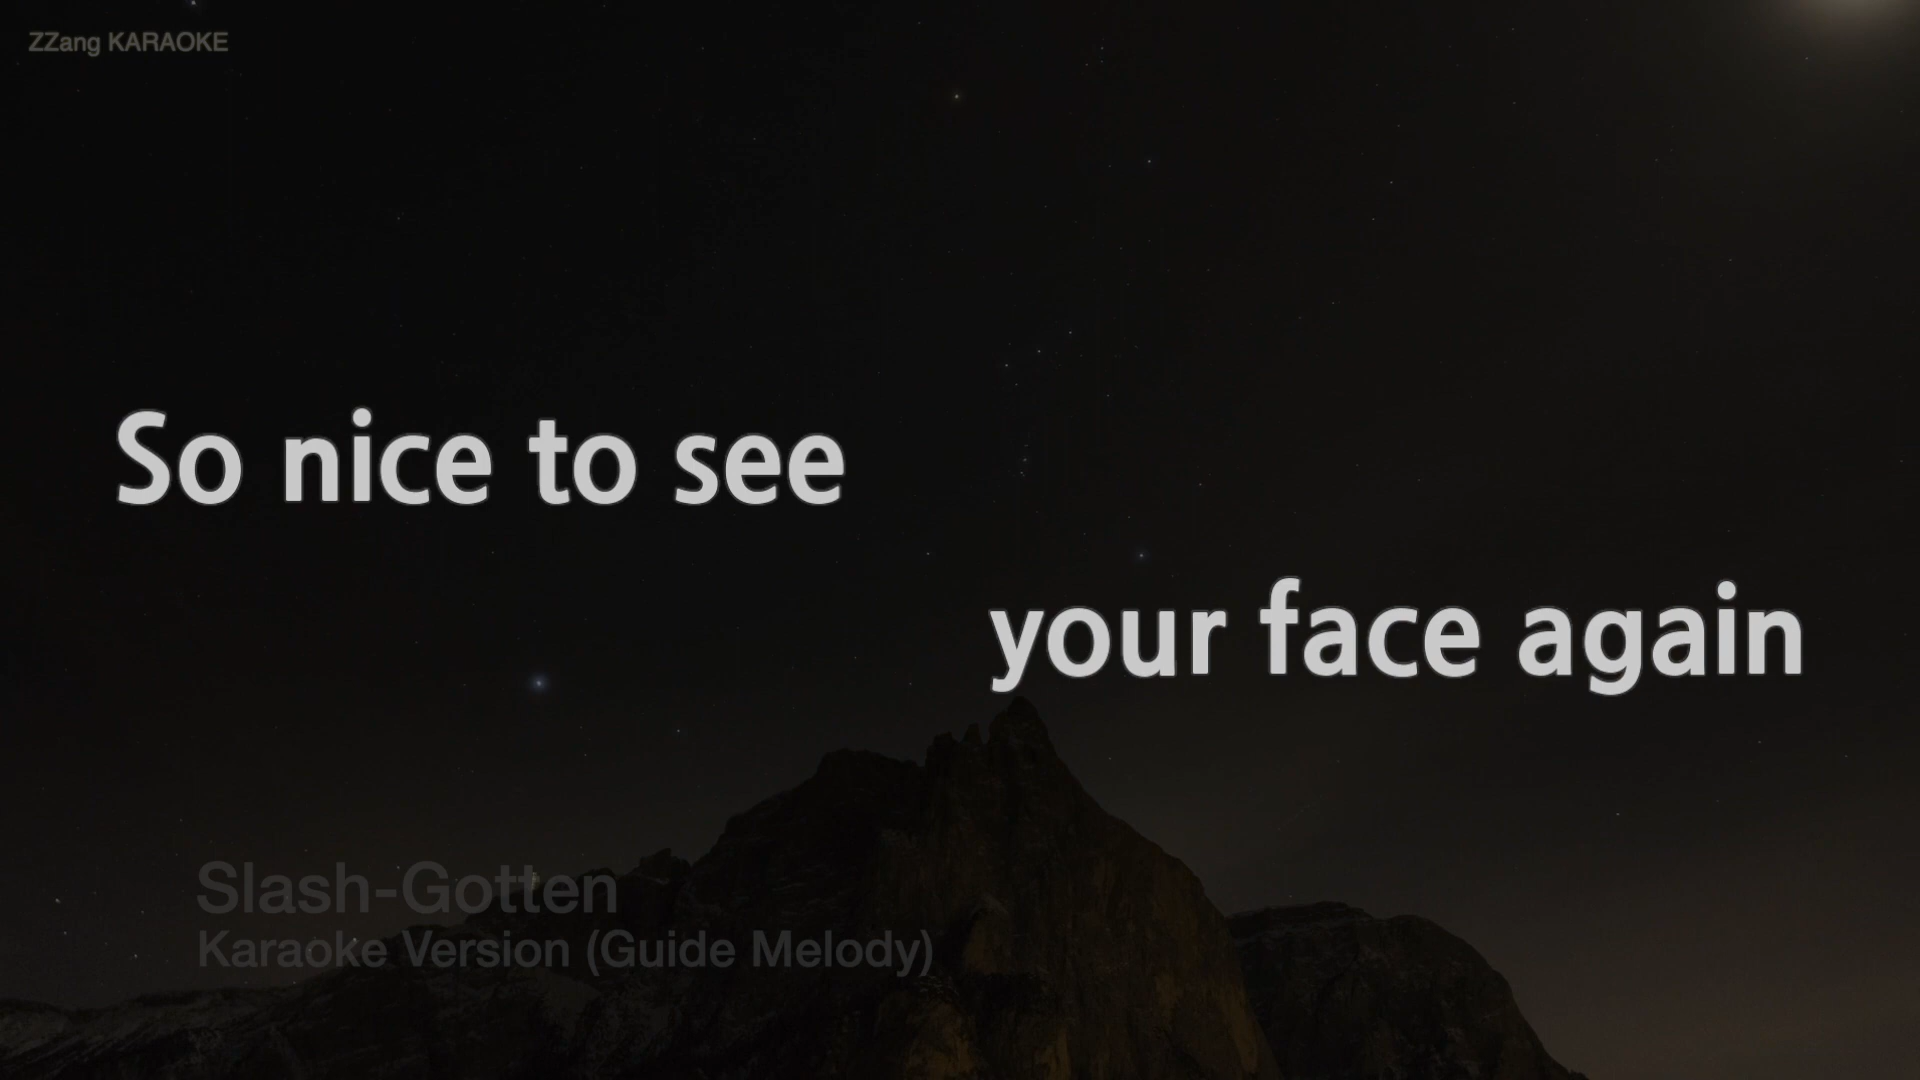 ZZang KARAOKE
So nice to see
your face again
Slash-Gotten
Karaoke Version (Guide Melody)